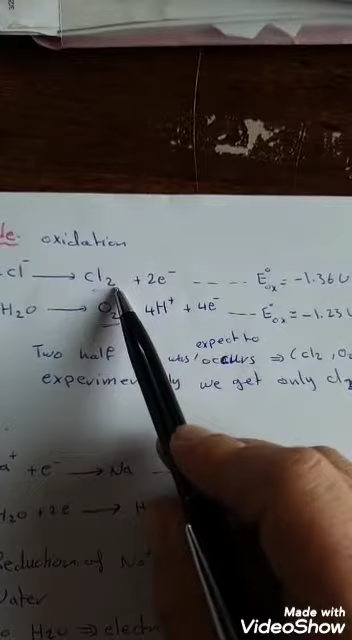 de. oxidation
Cl⁻ → Cl₂ + 2e⁻ ---- E°ox = -1.36 V
H₂O → O₂ 4H⁺ + 4e⁻ --- E°ox = -1.23
expect to
Two half occurs ⇒ (Cl₂, O₂
we get only Cl₂
a⁺ + e⁻ → Na
H₂O + 2e → H
Reduction of Na⁺
Water
H₂O ⇒ electr
Made with
VideoShow